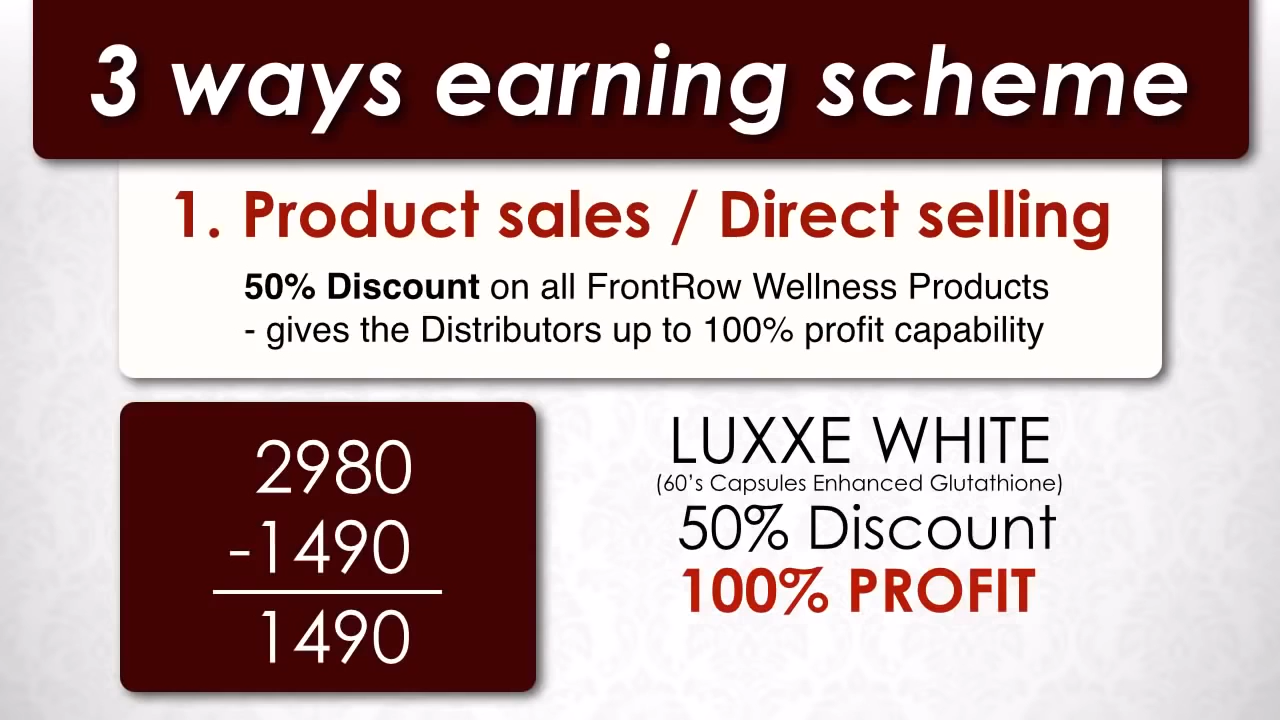 3 ways earning scheme
1. Product sales / Direct selling
50% Discount on all FrontRow Wellness Products
- gives the Distributors up to 100% profit capability
2980
-1490
1490
LUXXE WHITE
(60’s Capsules Enhanced Glutathione)
50% Discount
100% PROFIT